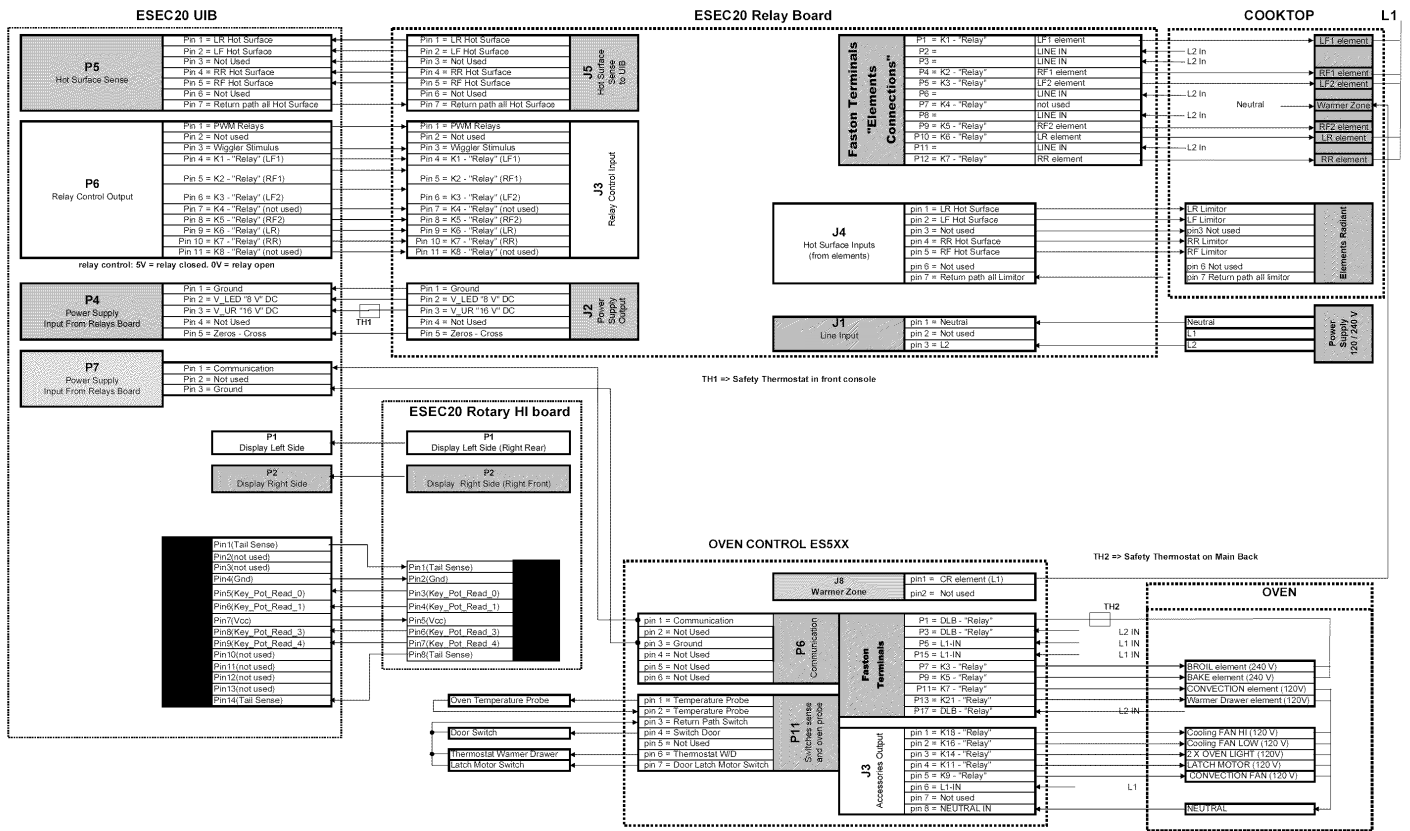 ESEC20 UIB
ESEC20 Relay Board
COOKTOP
L1
P5
Hot Surface Sense
Pin 1 = LR Hot Surface
Pin 2 = LF Hot Surface
Pin 3 = Not Used
Pin 4 = RR Hot Surface
Pin 5 = RF Hot Surface
Pin 6 = Not Used
Pin 7 = Return path all Hot Surface
Pin 1 = LR Hot Surface
Pin 2 = LF Hot Surface
Pin 3 = Not Used
Pin 4 = RR Hot Surface
Pin 5 = RF Hot Surface
Pin 6 = Not Used
Pin 7 = Return path all Hot Surface
J5
Hot Surface
Sense
to UIB
Faston Terminals
"Elements
Connections"
P1 = K1 - "Relay" LF1 element
P2 = LINE IN
P3 = LINE IN
P4 = K2 - "Relay" RF1 element
P5 = K3 - "Relay" LF2 element
P6 = LINE IN
P7 = K4 - "Relay" not used
P8 = LINE IN
P9 = K5 - "Relay" RF2 element
P10 = K6 - "Relay" LR element
P11 = LINE IN
P12 = K7 - "Relay" RR element
L2 In
L2 In
L2 In
L2 In
L2 In
Neutral
LF1 element
RF1 element
LF2 element
Warmer Zone
RF2 element
LR element
RR element
P6
Relay Control Output
Pin 1 = PWM Relays
Pin 2 = Not used
Pin 3 = Wiggler Stimulus
Pin 4 = K1 - "Relay" (LF1)
Pin 5 = K2 - "Relay" (RF1)
Pin 6 = K3 - "Relay" (LF2)
Pin 7 = K4 - "Relay" (not used)
Pin 8 = K5 - "Relay" (RF2)
Pin 9 = K6 - "Relay" (LR)
Pin 10 = K7 - "Relay" (RR)
Pin 11 = K8 - "Relay" (not used)
Pin 1 = PWM Relays
Pin 2 = Not used
Pin 3 = Wiggler Stimulus
Pin 4 = K1 - "Relay" (LF1)
Pin 5 = K2 - "Relay" (RF1)
Pin 6 = K3 - "Relay" (LF2)
Pin 7 = K4 - "Relay" (not used)
Pin 8 = K5 - "Relay" (RF2)
Pin 9 = K6 - "Relay" (LR)
Pin 10 = K7 - "Relay" (RR)
Pin 11 = K8 - "Relay" (not used)
J3
Relay Control Input
relay control: 5V = relay closed. 0V = relay open
J4
Hot Surface Inputs
(from elements)
pin 1 = LR Hot Surface
pin 2 = LF Hot Surface
pin 3 = Not used
pin 4 = RR Hot Surface
pin 5 = RF Hot Surface
pin 6 = Not used
pin 7 = Return Path all Limitor
LR Limitor
LF Limitor
pin3 Not used
RR Limitor
RF Limitor
pin 6 Not used
pin 7 Return path all limitor
Elements Radiant
P4
Power Supply
Input From Relays Board
Pin 1 = Ground
Pin 2 = V_LED "8 V" DC
Pin 3 = V_UR "16 V" DC
Pin 4 = Not Used
Pin 5 = Zeros - Cross
TH1
Pin 1 = Ground
Pin 2 = V_LED "8 V" DC
Pin 3 = V_UR "16 V" DC
Pin 4 = Not Used
Pin 5 = Zeros - Cross
J2
Power
Supply
Output
J1
Line Input
pin 1 = Neutral
pin 2 = Not used
pin 3 = L2
Neutral
L1
L2
Power
Supply
120 / 240 V
P7
Power Supply
Input From Relays Board
Pin 1 = Communication
Pin 2 = Not used
Pin 3 = Ground
TH1 => Safety Thermostat in front console
ESEC20 Rotary HI board
P1
Display Left Side
P1
Display Left Side (Right Rear)
P2
Display Right Side
P2
Display Right Side (Right Front)
Pin1(Tail Sense)
Pin2(not used)
Pin3(not used)
Pin4(Gnd)
Pin5(Key_Pot_Read_0)
Pin6(Key_Pot_Read_1)
Pin7(Vcc)
Pin8(Key_Pot_Read_3)
Pin9(Key_Pot_Read_4)
Pin10(not used)
Pin11(not used)
Pin12(not used)
Pin13(not used)
Pin14(Tail Sense)
Pin1(Tail Sense)
Pin2(Gnd)
Pin3(Key_Pot_Read_0)
Pin4(Key_Pot_Read_1)
Pin5(Vcc)
Pin6(Key_Pot_Read_3)
Pin7(Key_Pot_Read_4)
Pin8(Tail Sense)
OVEN CONTROL ES5XX
TH2 => Safety Thermostat on Main Back
J8
Warmer Zone
pin1 = CR element (L1)
pin2 = Not used
OVEN
TH2
pin 1 = Communication
pin 2 = Not Used
pin 3 = Ground
pin 4 = Not Used
pin 5 = Not Used
pin 6 = Not Used
P6
Communication
Faston
Terminals
P1 = DLB - "Relay"
P3 = DLB - "Relay"
P5 = L1-IN
P15 = L1-IN
P7 = K3 - "Relay"
P9 = K5 - "Relay"
P11= K7 - "Relay"
P13 = K21 - "Relay"
P17 = DLB - "Relay"
L2 IN
L1 IN
L1 IN
L2 IN
BROIL element (240 V)
BAKE element (240 V)
CONVECTION element (120V)
Warmer Drawer element (120V)
Oven Temperature Probe
Door Switch
Thermostat Warmer Drawer
Latch Motor Switch
pin 1 = Temperature Probe
pin 2 = Temperature Probe
pin 3 = Return Path Switch
pin 4 = Switch Door
pin 5 = Not Used
pin 6 = Thermostat W/D
pin 7 = Door Latch Motor Switch
P11
Switches sense
and oven probe
J3
Accessories Output
pin 1 = K18 - "Relay"
pin 2 = K16 - "Relay"
pin 3 = K14 - "Relay"
pin 4 = K11 - "Relay"
pin 5 = K9 - "Relay"
pin 6 = L1-IN
pin 7 = Not used
pin 8 = NEUTRAL IN
L1
Cooling FAN HI (120 V)
Cooling FAN LOW (120 V)
2 X OVEN LIGHT (120V)
LATCH MOTOR (120 V)
CONVECTION FAN (120 V)
NEUTRAL